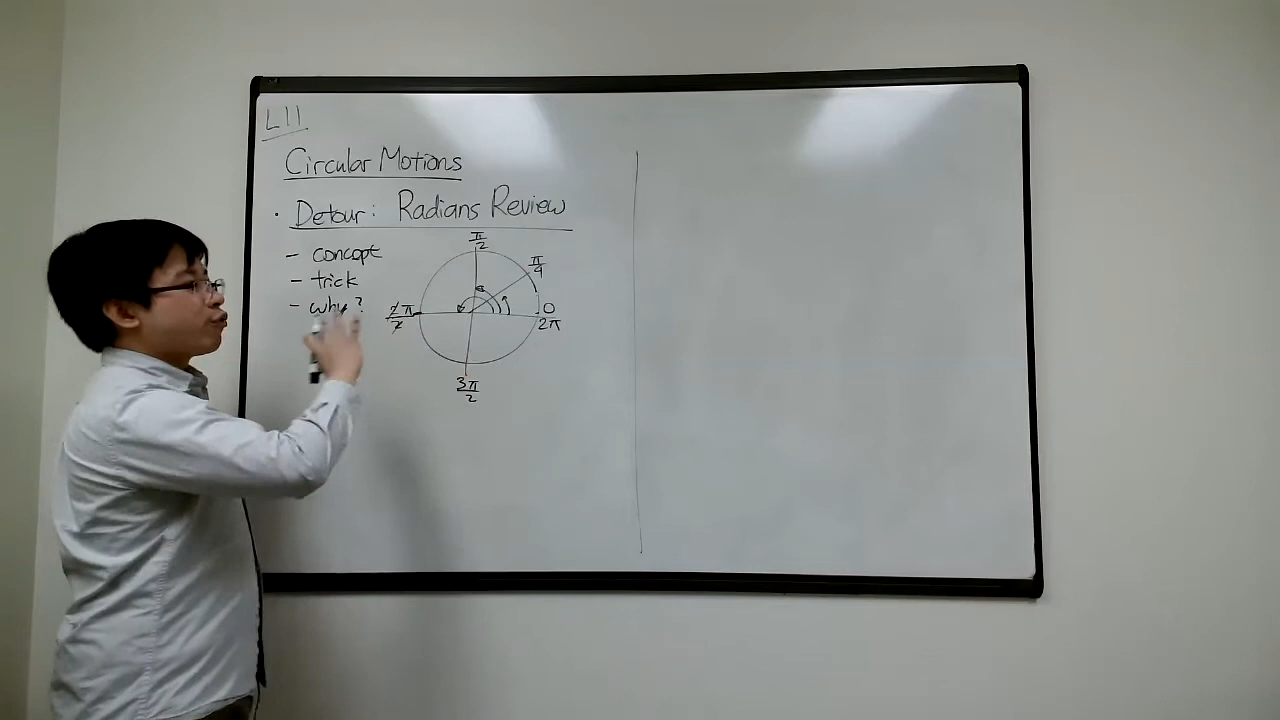 L11
Circular Motions
· Detour: Radians Review
- concept
- trick
- why?
π/2
π/4
2π/2
0
2π
3π/2